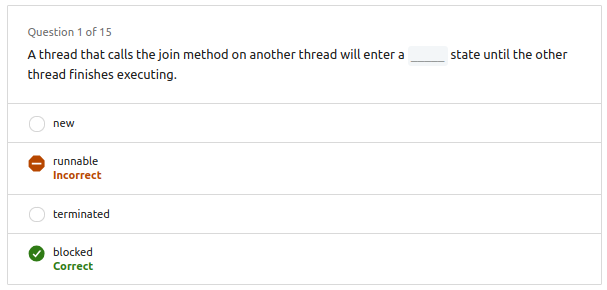 Question 1 of 15
A thread that calls the join method on another thread will enter a ______ state until the other
thread finishes executing.
new
runnable
Incorrect
terminated
blocked
Correct